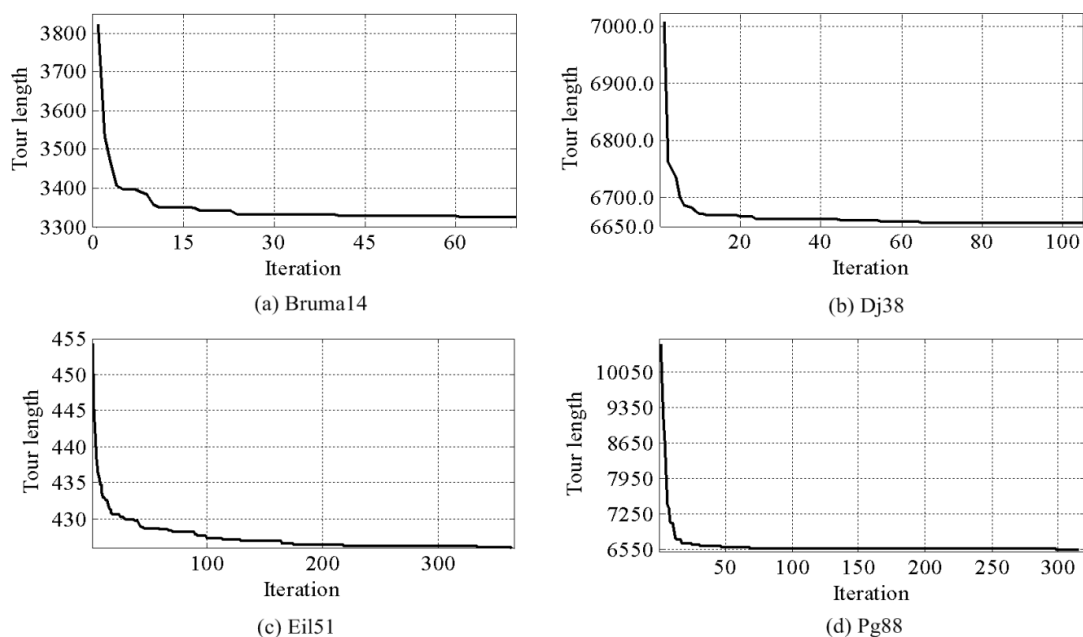 3800
3700
3600
3500
3400
3300
Tour length
0 15 30 45 60
Iteration
(a) Bruma14
7000.0
6900.0
6800.0
6700.0
6650.0
Tour length
20 40 60 80 100
Iteration
(b) Dj38
455
450
445
440
435
430
Tour length
100 200 300
Iteration
(c) Eil51
10050
9350
8650
7950
7250
6550
Tour length
50 100 150 200 250 300
Iteration
(d) Pg88